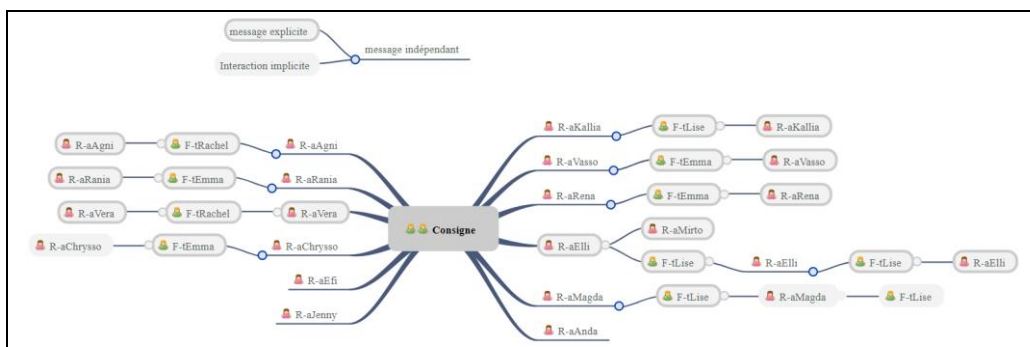 message explicite
message indépendant
Interaction implicite
R-aAgni
F-tRachel
R-aAgni
R-aRania
F-tEmma
R-aRania
R-aVera
F-tRachel
R-aVera
R-aChrysso
F-tEmma
R-aChrysso
R-aEfi
R-aJenny
Consigne
R-aKallia
F-tLise
R-aKallia
R-aVasso
F-tEmma
R-aVasso
R-aRena
F-tEmma
R-aRena
R-aElli
R-aMirto
F-tLise
R-aElli
F-tLise
R-aElli
R-aMagda
F-tLise
R-aMagda
F-tLise
R-aAnda